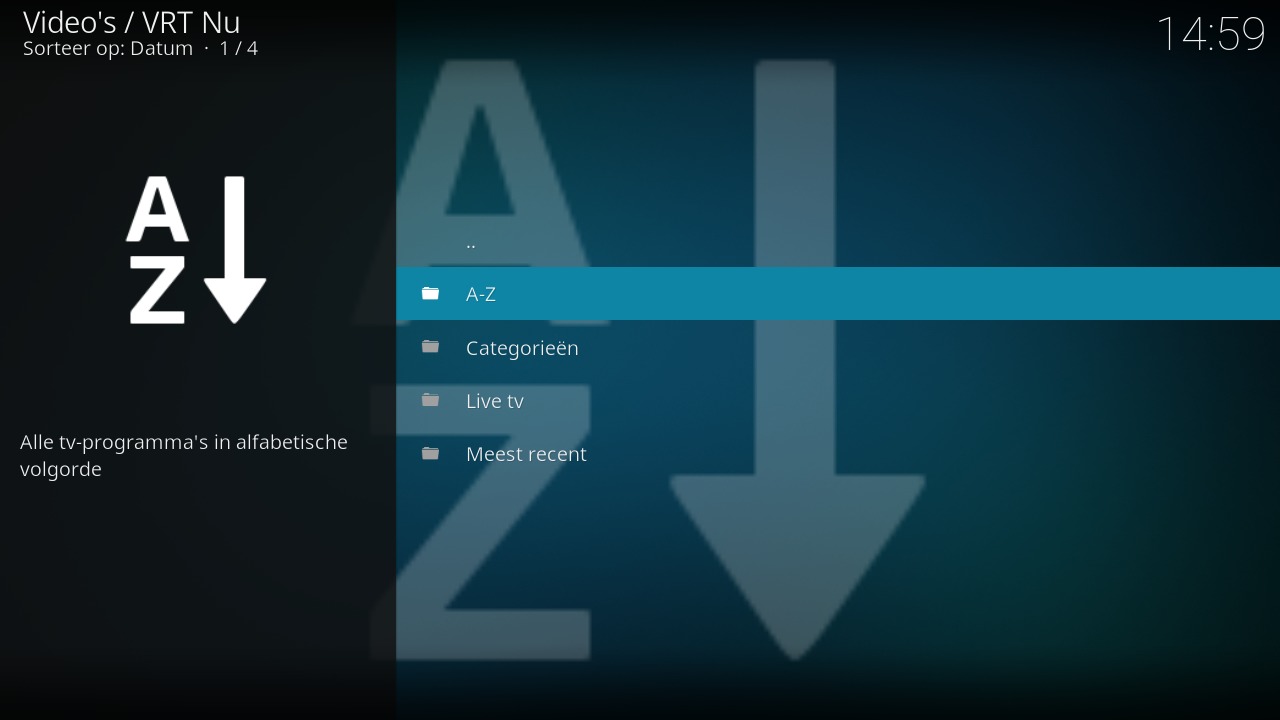 Video's / VRT Nu
Sorteer op: Datum · 1 / 4
14:59
A
Z
Alle tv-programma's in alfabetische
volgorde
..
A-Z
Categorieën
Live tv
Meest recent
A
Z